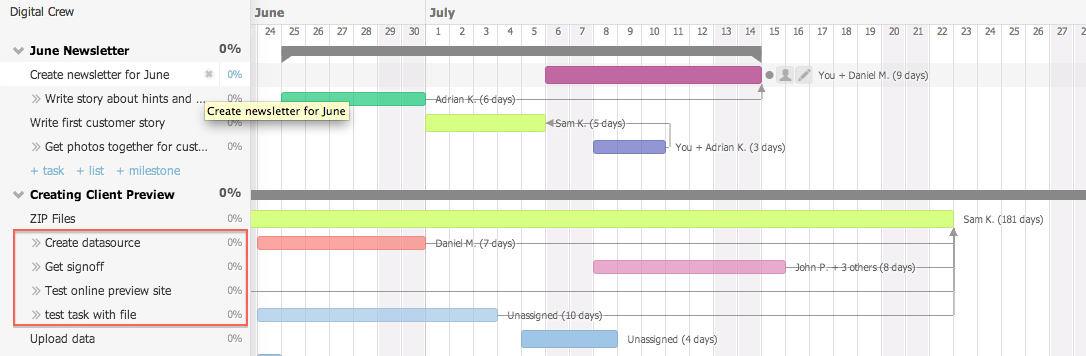 Digital Crew
June July
24 25 26 27 28 29 30 1 2 3 4 5 6 7 8 9 10 11 12 13 14 15 16 17 18 19 20 21 22 23 24 25 26 27
June Newsletter 0%
Create newsletter for June 0% You + Daniel M. (9 days)
Write story about hints and ... 0% Adrian K. (6 days)
Create newsletter for June
Write first customer story 0% Sam K. (5 days)
Get photos together for cust... 0% You + Adrian K. (3 days)
+ task + list + milestone
Creating Client Preview 0%
ZIP Files 0% Sam K. (181 days)
Create datasource 0% Daniel M. (7 days)
Get signoff 0% John P. + 3 others (8 days)
Test online preview site 0%
test task with file 0% Unassigned (10 days)
Upload data 0% Unassigned (4 days)